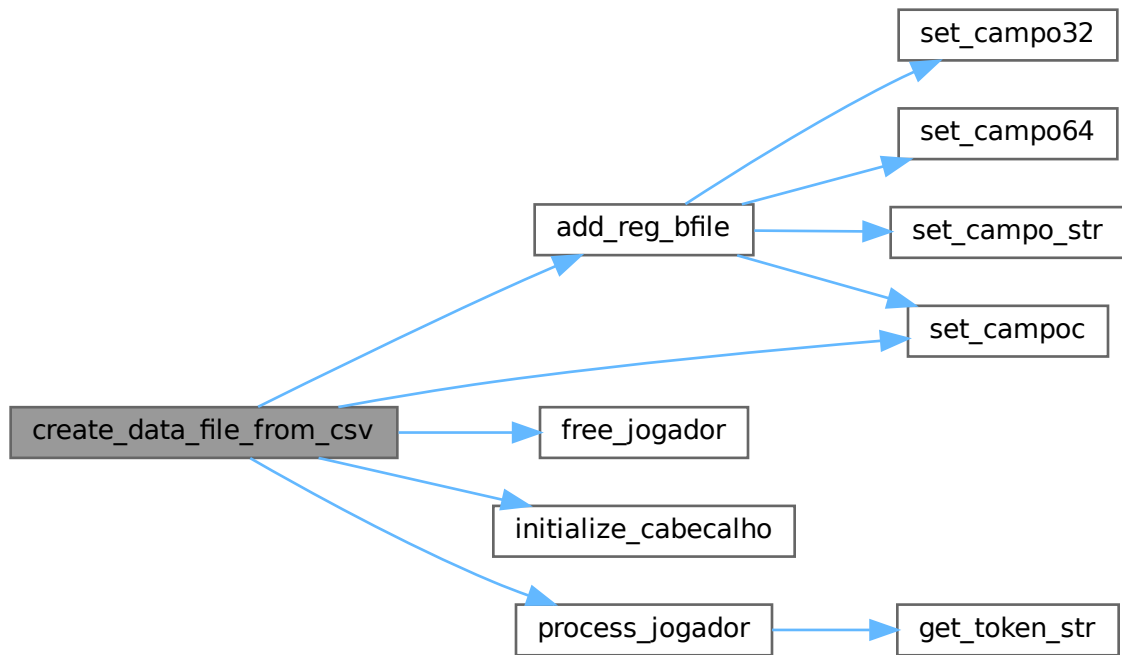 set_campo32
set_campo64
add_reg_bfile
set_campo_str
set_campoc
create_data_file_from_csv
free_jogador
initialize_cabecalho
process_jogador
get_token_str